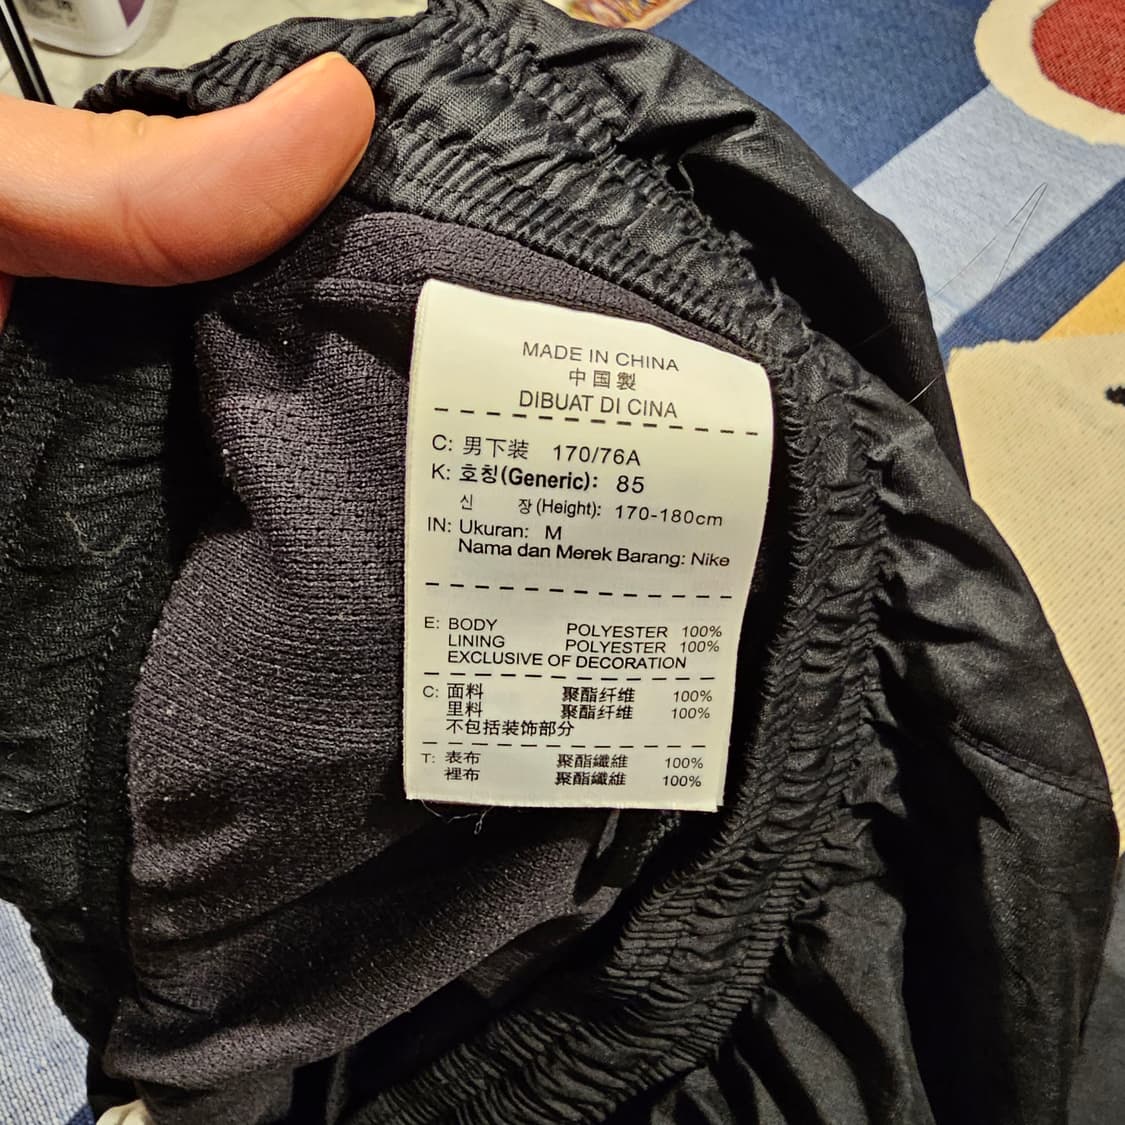 MADE IN CHINA
中国製
DIBUAT DI CINA
C: 男下装 170/76A
K: 호칭(Generic): 85
신 장(Height): 170-180cm
IN: Ukuran: M
Nama dan Merek Barang: Nike
E: BODY POLYESTER 100%
LINING POLYESTER 100%
EXCLUSIVE OF DECORATION
C: 面料 聚酯纤维 100%
里料 聚酯纤维 100%
不包括装饰部分
T: 表布 聚酯纖維 100%
裡布 聚酯纖維 100%